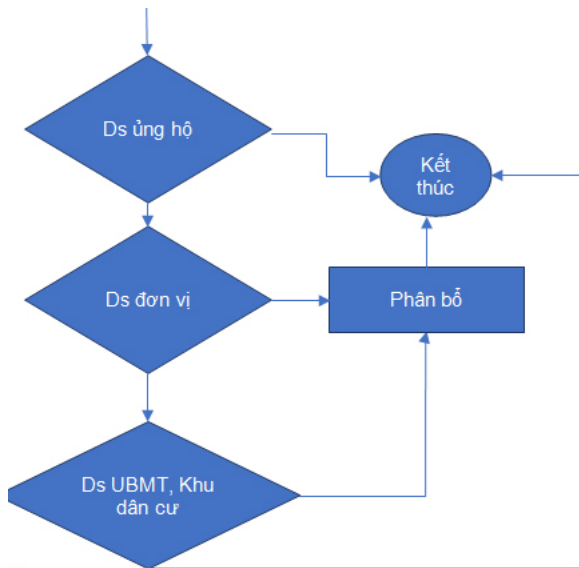 Ds ủng hộ
Kết
thúc
Ds đơn vị
Phân bổ
Ds UBMT, Khu
dân cư